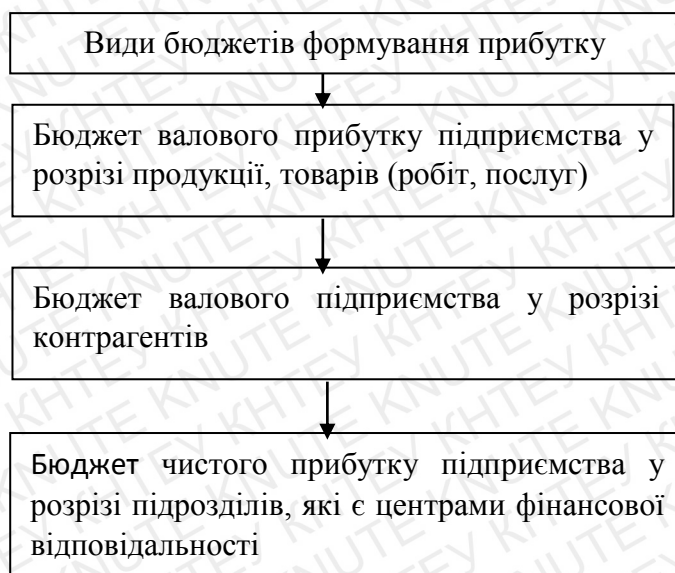 Види бюджетів формування прибутку
Бюджет валового прибутку підприємства у
розрізі продукції, товарів (робіт, послуг)
Бюджет валового підприємства у розрізі
контрагентів
Бюджет чистого прибутку підприємства у
розрізі підрозділів, які є центрами фінансової
відповідальності